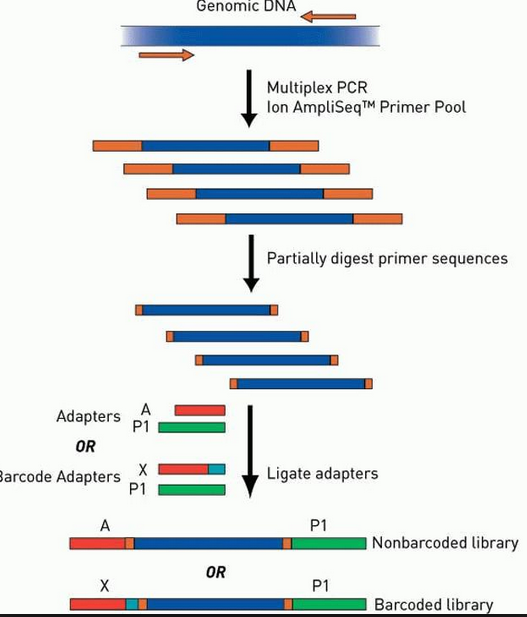 Genomic DNA
Multiplex PCR
Ion AmpliSeq™ Primer Pool
Partially digest primer sequences
Adapters
A
P1
OR
Barcode Adapters
X
P1
Ligate adapters
A
P1
Nonbarcoded library
OR
X
P1
Barcoded library